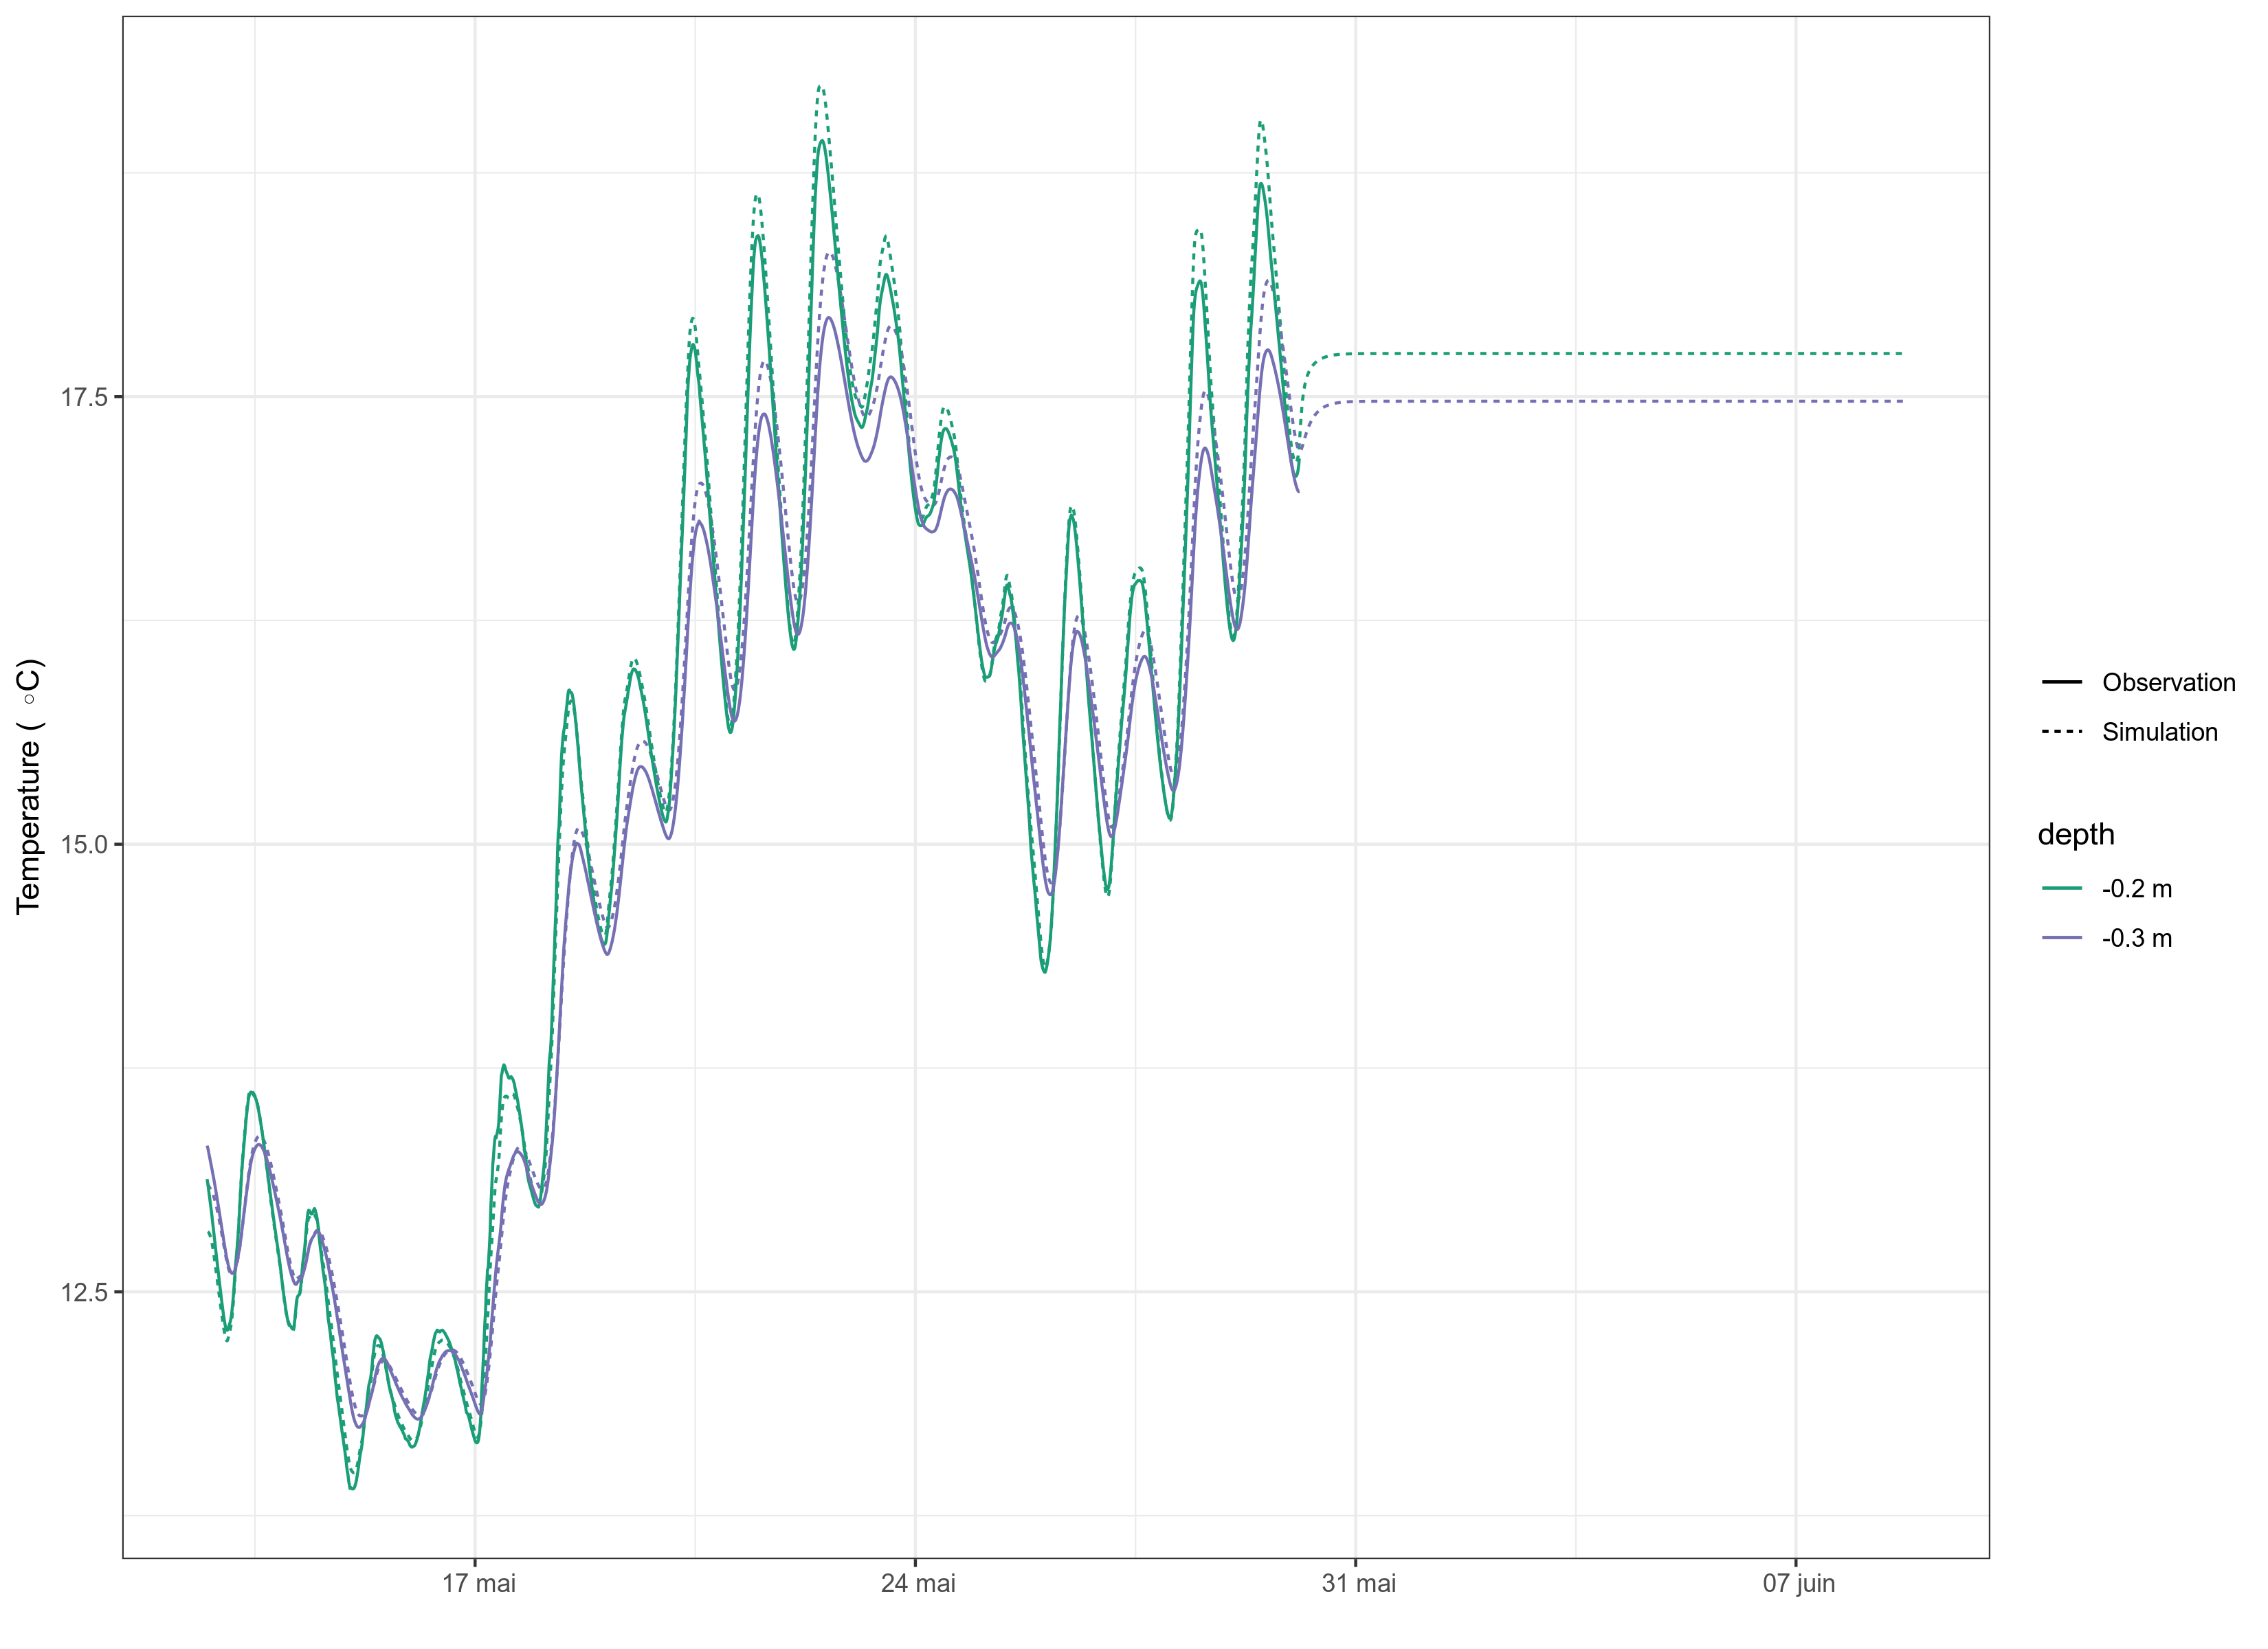 Temperature ( ◦C)
17.5
15.0
12.5
17 mai
24 mai
31 mai
07 juin
Observation
Simulation
depth
-0.2 m
-0.3 m